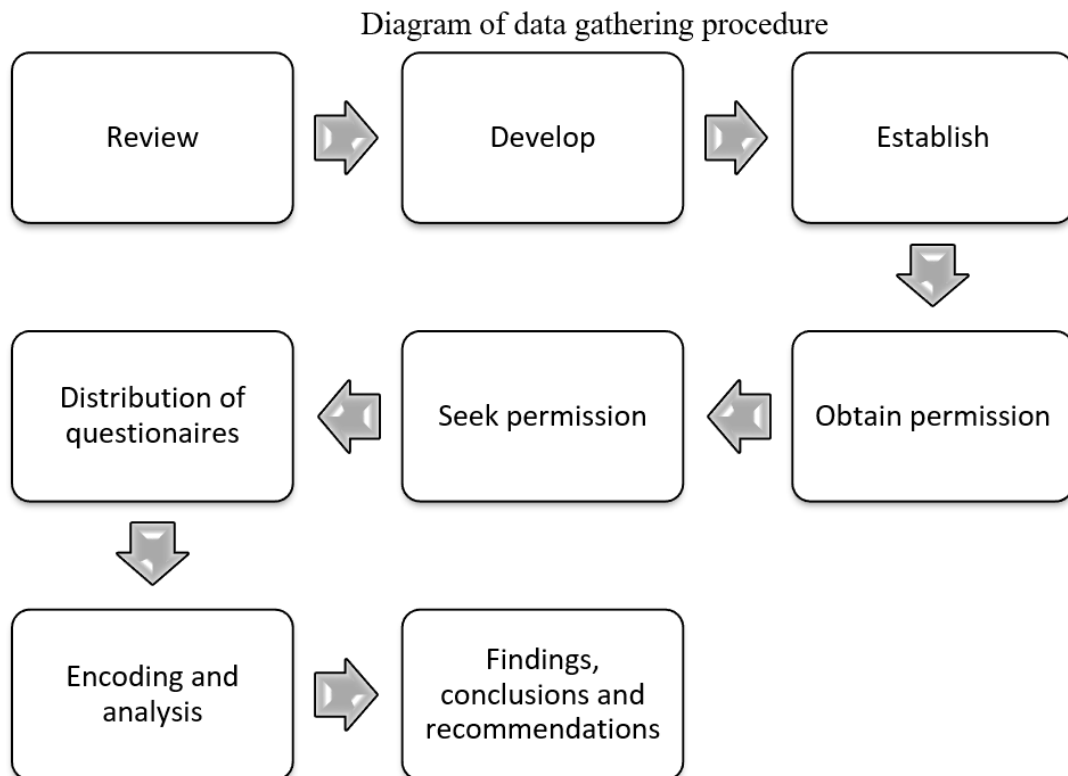 Diagram of data gathering procedure
Review
Develop
Establish
Obtain permission
Seek permission
Distribution of
questionaires
Encoding and
analysis
Findings,
conclusions and
recommendations